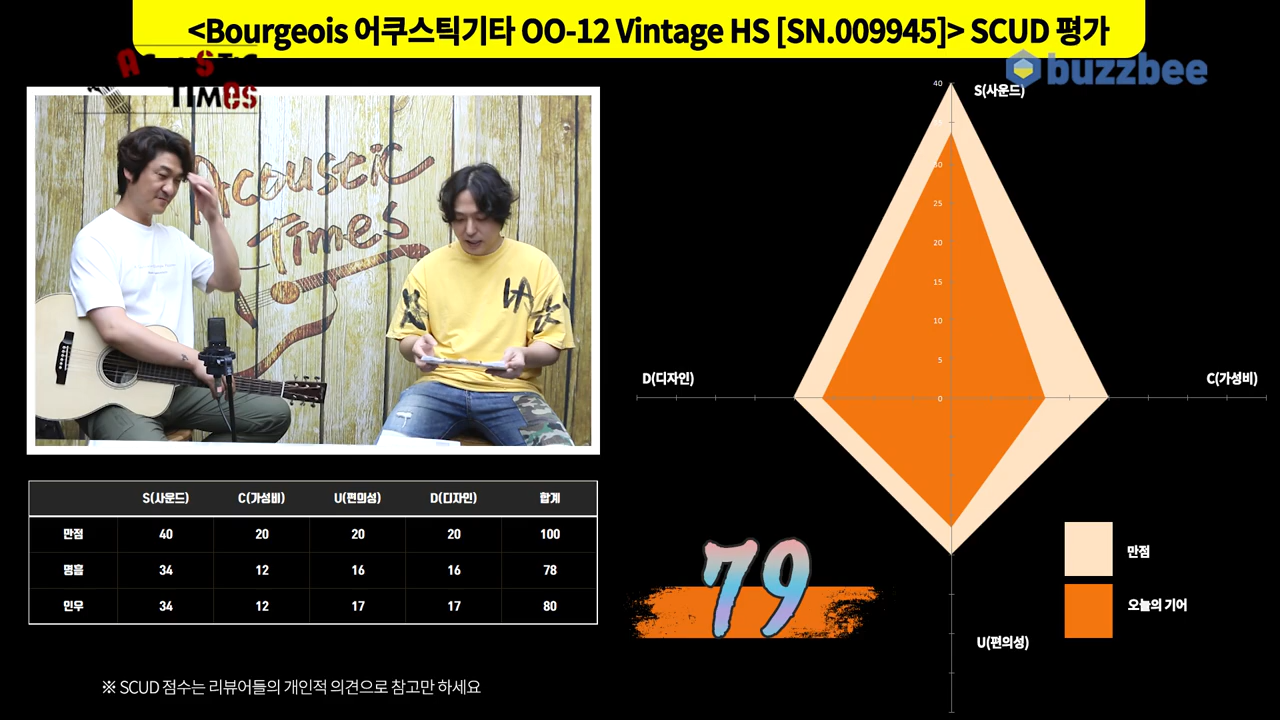 <Bourgeois 어쿠스틱기타 OO-12 Vintage HS [SN.009945]> SCUD 평가
ACOUSTIC
TIMES
buzzbee
Acoustic
Times
S(사운드)
40
30
25
20
15
10
5
0
D(디자인)
C(가성비)
U(편의성)
만점
오늘의 기어
S(사운드) C(가성비) U(편의성) D(디자인) 합계
만점 40 20 20 20 100
명흠 34 12 16 16 78
인우 34 12 17 17 80
79
※ SCUD 점수는 리뷰어들의 개인적 의견으로 참고만 하세요